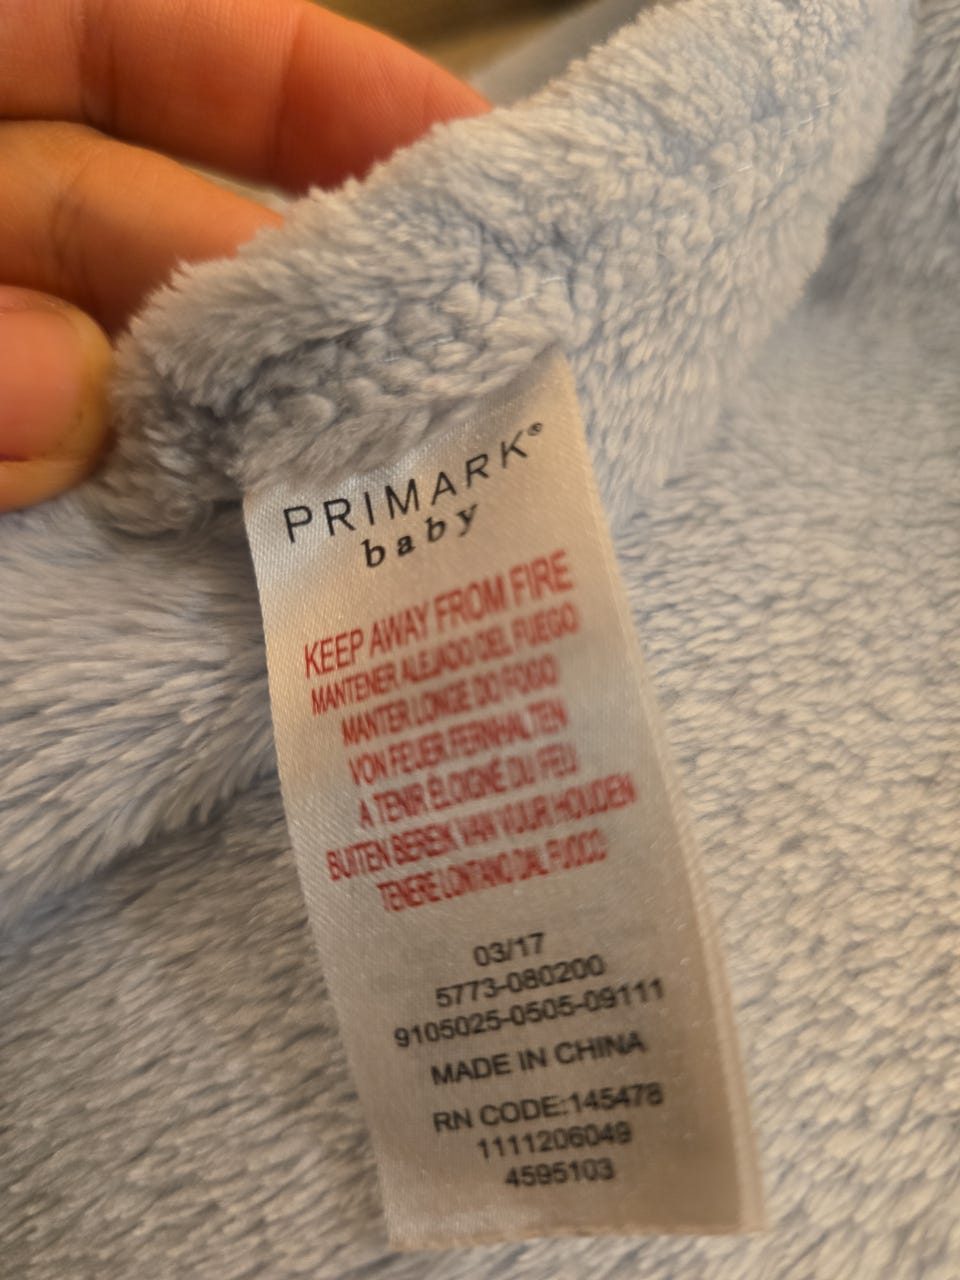 PRIMARK®
baby
KEEP AWAY FROM FIRE
MANTENER ALEJADO DEL FUEGO
MANTER LONGE DO FOGO
VON FEUER FERNHALTEN
A TENIR ÉLOIGNÉ DU FEU
BUITEN BEREIK VAN VUUR HOUDEN
TENERE LONTANO DAL FUOCO
03/17
5773-080200
9105025-0505-09111
MADE IN CHINA
RN CODE:145478
1111206049
4595103